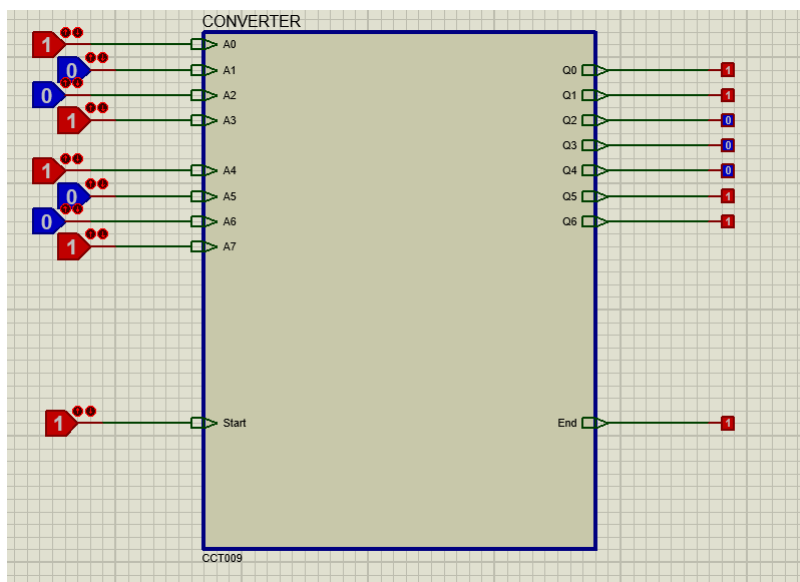 CONVERTER
1 A0
0 A1 Q0 1
0 A2 Q1 1
1 A3 Q2 0
Q3 0
1 A4 Q4 0
0 A5 Q5 1
0 A6 Q6 1
1 A7
1 Start End 1
CCT009